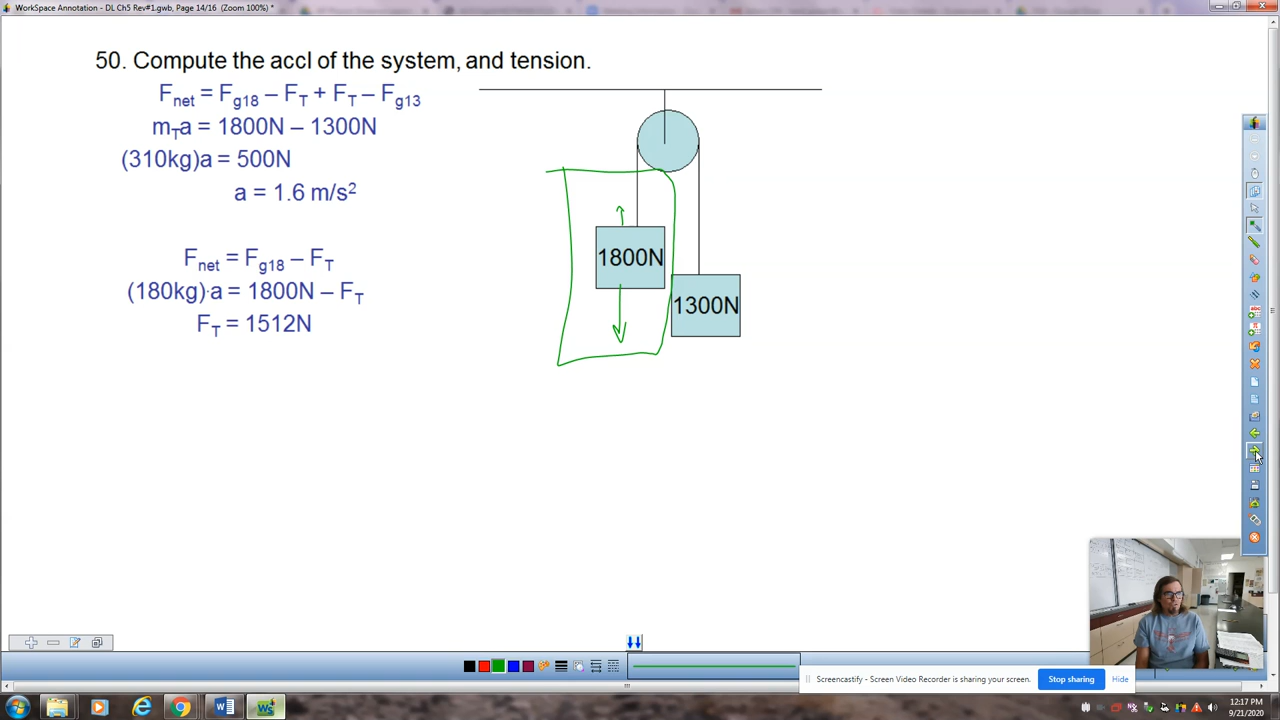 WorkSpace Annotation - DL Ch5 Rev#1.gwb, Page 14/16 (Zoom 100%) *
50. Compute the accl of the system, and tension.
Fnet = Fg18 – FT + FT – Fg13
mTa = 1800N – 1300N
(310kg)a = 500N
a = 1.6 m/s²
Fnet = Fg18 – FT
(180kg)·a = 1800N – FT
FT = 1512N
1800N
1300N
Screencastify - Screen Video Recorder is sharing your screen.
Stop sharing
Hide
12:17 PM
9/21/2020